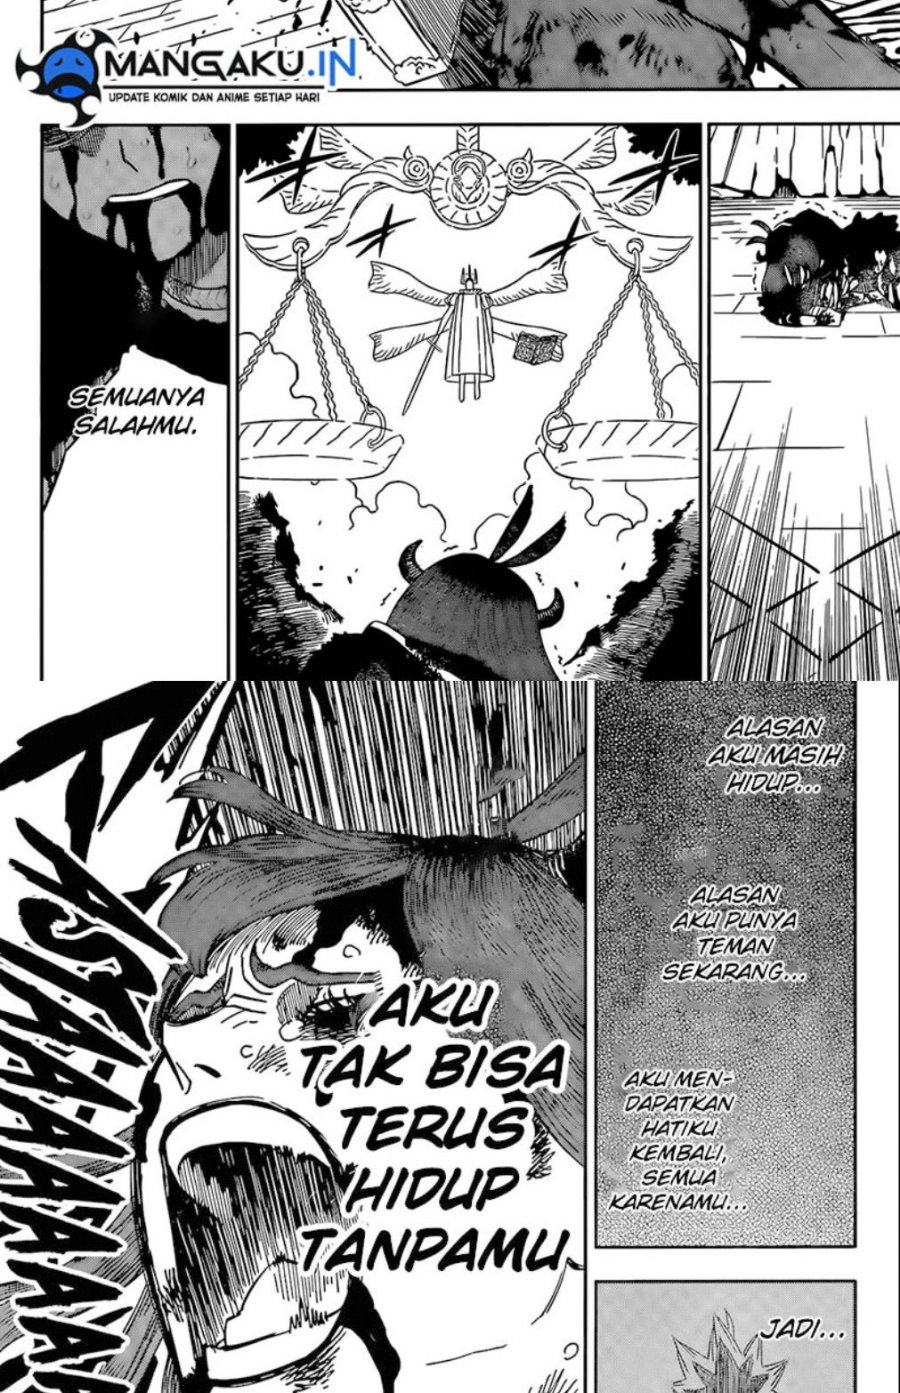 MANGAKU.IN
UPDATE KOMIK DAN ANIME SETIAP HARI
SEMUANYA
SALAHMU.
ALASAN
AKU MASIH
HIDUP...
ALASAN
AKU PUNYA
TEMAN
SEKARANG...
AKU MEN-
DAPATKAN
HATIKU
KEMBALI,
SEMUA
KARENAMU...
JADI...
AKU
TAK BISA
TERUS
HIDUP
TANPAMU